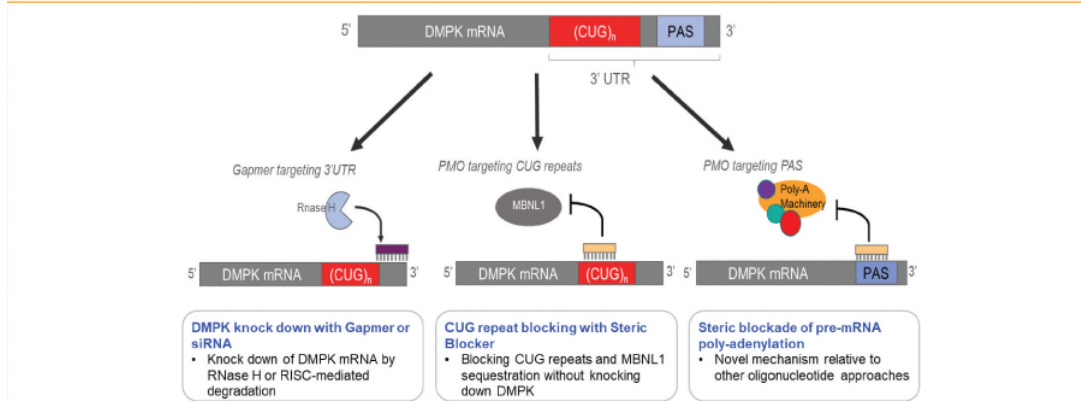 5' DMPK mRNA (CUG)n PAS 3'
3' UTR
Gapmer targeting 3'UTR
PMO targeting CUG repeats
PMO targeting PAS
Rnase H
MBNL1
Poly-A
Machinery
5' DMPK mRNA (CUG)n 3'
5' DMPK mRNA (CUG)n 3'
5' DMPK mRNA PAS 3'
DMPK knock down with Gapmer or
siRNA
• Knock down of DMPK mRNA by
RNase H or RISC-mediated
degradation
CUG repeat blocking with Steric
Blocker
• Blocking CUG repeats and MBNL1
sequestration without knocking
down DMPK
Steric blockade of pre-mRNA
poly-adenylation
• Novel mechanism relative to
other oligonucleotide approaches